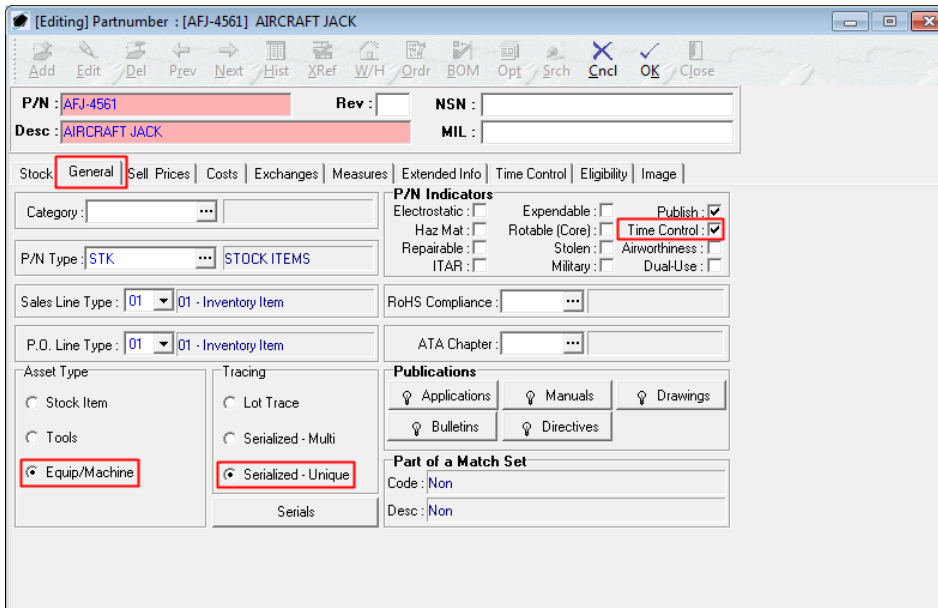 [Editing] Partnumber : [AFJ-4561] AIRCRAFT JACK
Add Edit Del Prev Next Hist XRef W/H Ordr BOM Opt Srch Cncl OK Close
P/N : AFJ-4561 Rev : NSN :
Desc : AIRCRAFT JACK MIL :
Stock General Sell Prices Costs Exchanges Measures Extended Info Time Control Eligibility Image
Category : ...
P/N Type : STK ... STOCK ITEMS
P/N Indicators
Electrostatic : Expendable : Publish :
Haz Mat : Rotable (Core) : Time Control :
Repairable : Stolen : Airworthiness :
ITAR : Military : Dual-Use :
Sales Line Type : 01 01 - Inventory Item
RoHS Compliance : ...
P.O. Line Type : 01 01 - Inventory Item
ATA Chapter : ...
Asset Type
Stock Item
Tools
Equip/Machine
Tracing
Lot Trace
Serialized - Multi
Serialized - Unique
Serials
Publications
Applications Manuals Drawings
Bulletins Directives
Part of a Match Set
Code : Non
Desc : Non